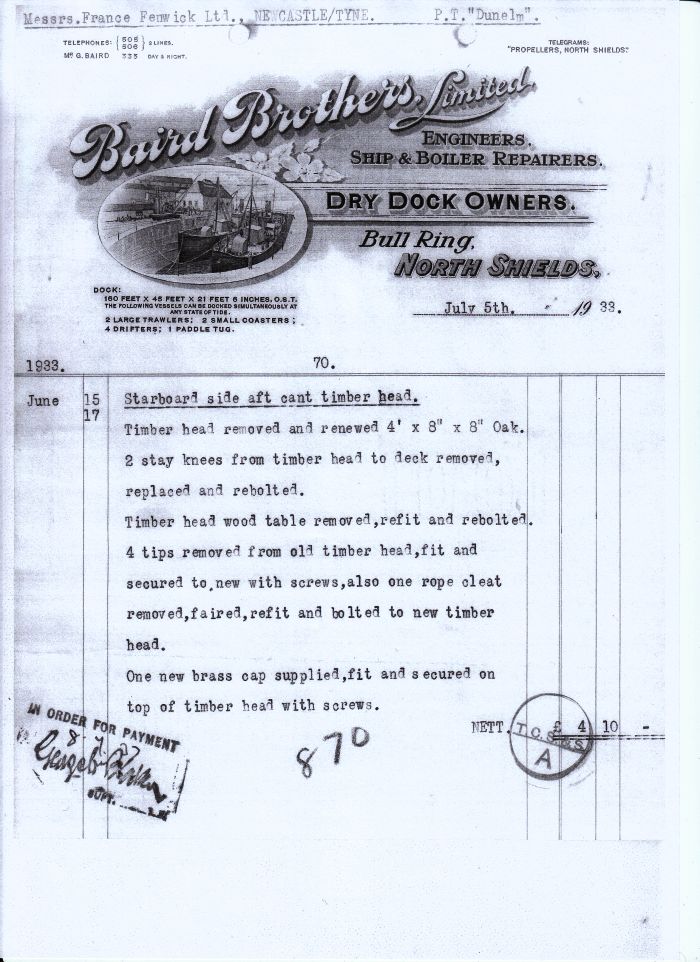 Messrs.France Fenwick Ltd., NEWCASTLE/TYNE. P.T."Dunelm".
TELEPHONES: {505 506} 2 LINES.
Mr G. BAIRD 335 DAY & NIGHT.
TELEGRAMS:
"PROPELLERS, NORTH SHIELDS."
Baird Brothers, Limited.
ENGINEERS,
SHIP & BOILER REPAIRERS.
DRY DOCK OWNERS.
Bull Ring,
NORTH SHIELDS,
DOCK:
160 FEET X 45 FEET X 21 FEET 6 INCHES, O.S.T.
THE FOLLOWING VESSELS CAN BE DOCKED SIMULTANEOUSLY AT
ANY STATE OF TIDE.
2 LARGE TRAWLERS; 2 SMALL COASTERS;
4 DRIFTERS; 1 PADDLE TUG.
July 5th. 19 33.
1933. 70.
June 15 Starboard side aft cant timber head.
17
Timber head removed and renewed 4' x 8" x 8" Oak.
2 stay knees from timber head to deck removed,
replaced and rebolted.
Timber head wood table removed,refit and rebolted.
4 tips removed from old timber head,fit and
secured to,new with screws,also one rope cleat
removed,faired,refit and bolted to new timber
head.
One new brass cap supplied,fit and secured on
top of timber head with screws.
NETT. £ 4 10 -
T.C.S.&S.
A
IN ORDER FOR PAYMENT
SUPT.
870